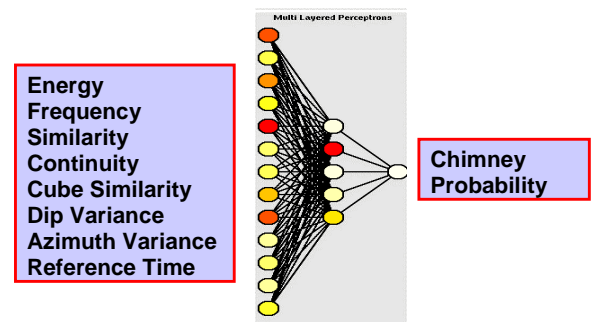 Multi Layered Perceptrons
Energy
Frequency
Similarity
Continuity
Cube Similarity
Dip Variance
Azimuth Variance
Reference Time
Chimney
Probability